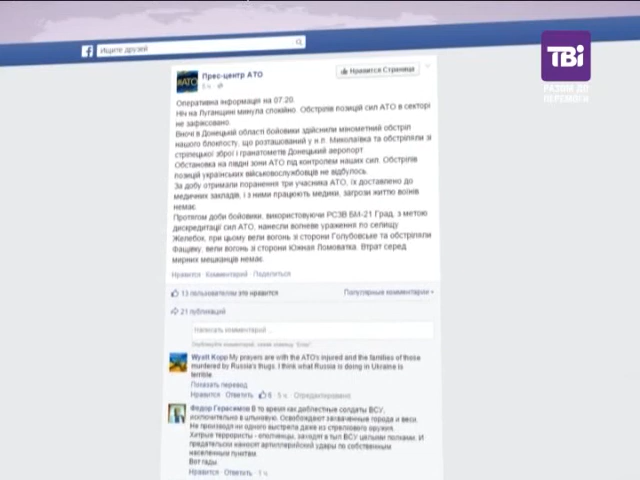 Ищите друзей
ТВі
РАЗОМ ДО
ПЕРЕМОГИ
Прес-центр АТО
Нравится Страница
5 ч.
#АТО
Оперативна інформація на 07.20.
Ніч на Луганщині минула спокійно. Обстрілів позицій сил АТО в секторі
не зафіксовано.
Вночі в Донецькій області бойовики здійснили мінометний обстріл
нашого блокпосту, що розташований у н.п. Миколаївка та обстріляли зі
стрілецької зброї і гранатометів Донецький аеропорт.
Обстановка на півдні зони АТО під контролем наших сил. Обстрілів
позицій українських військовослужбовців не відбулось.
За добу отримали поранення три учасника АТО, їх доставлено до
медичних закладів, і з ними працюють медики, загрози життю воїнів
немає.
Протягом доби бойовики, використовуючи РСЗВ БМ-21 Град, з метою
дискредитації сил АТО, нанесли вогневе ураження по селищу
Желобок, при цьому вели вогонь зі сторони Голубовське та обстріляли
Фащівку, вели вогонь зі сторони Южная Ломоватка. Втрат серед
мирних мешканців немає.
Нравится Комментарий Поделиться
13 пользователям это нравится
Популярные комментарии
21 публикаций
Написать комментарий...
Wyatt Kopp My prayers are with the ATO's injured and the families of those
murdered by Russia's thugs. I think what Russia is doing in Ukraine is
terrible.
Показать перевод
Нравится Ответить 6 5 ч. Отредактировано
Федор Герасимов В то время как доблестные солдаты ВСУ,
исключительно в штыковую. Освобождают захваченные города и веси.
Не производя ни одного выстрела даже из стрелкового оружия.
Хитрые террористы - ополченцы, заходят в тыл ВСУ целыми полками. И
предательски наносят артиллерийский удары по собственным
населенным пунктам.
Вот гады.
Нравится Ответить 1 ч.